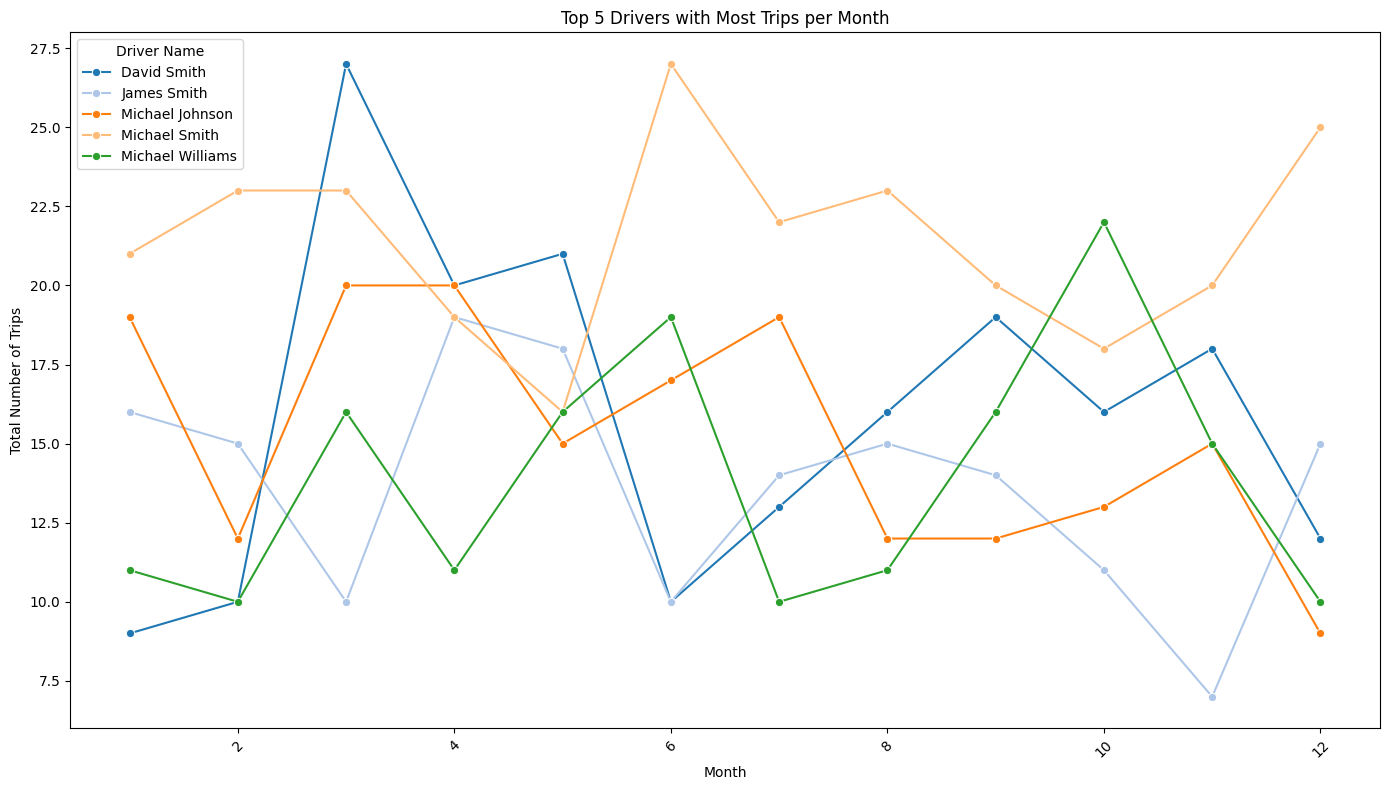 Top 5 Drivers with Most Trips per Month
Driver Name
David Smith
James Smith
Michael Johnson
Michael Smith
Michael Williams
27.5
25.0
22.5
20.0
17.5
15.0
12.5
10.0
7.5
Total Number of Trips
2
4
6
8
10
12
Month